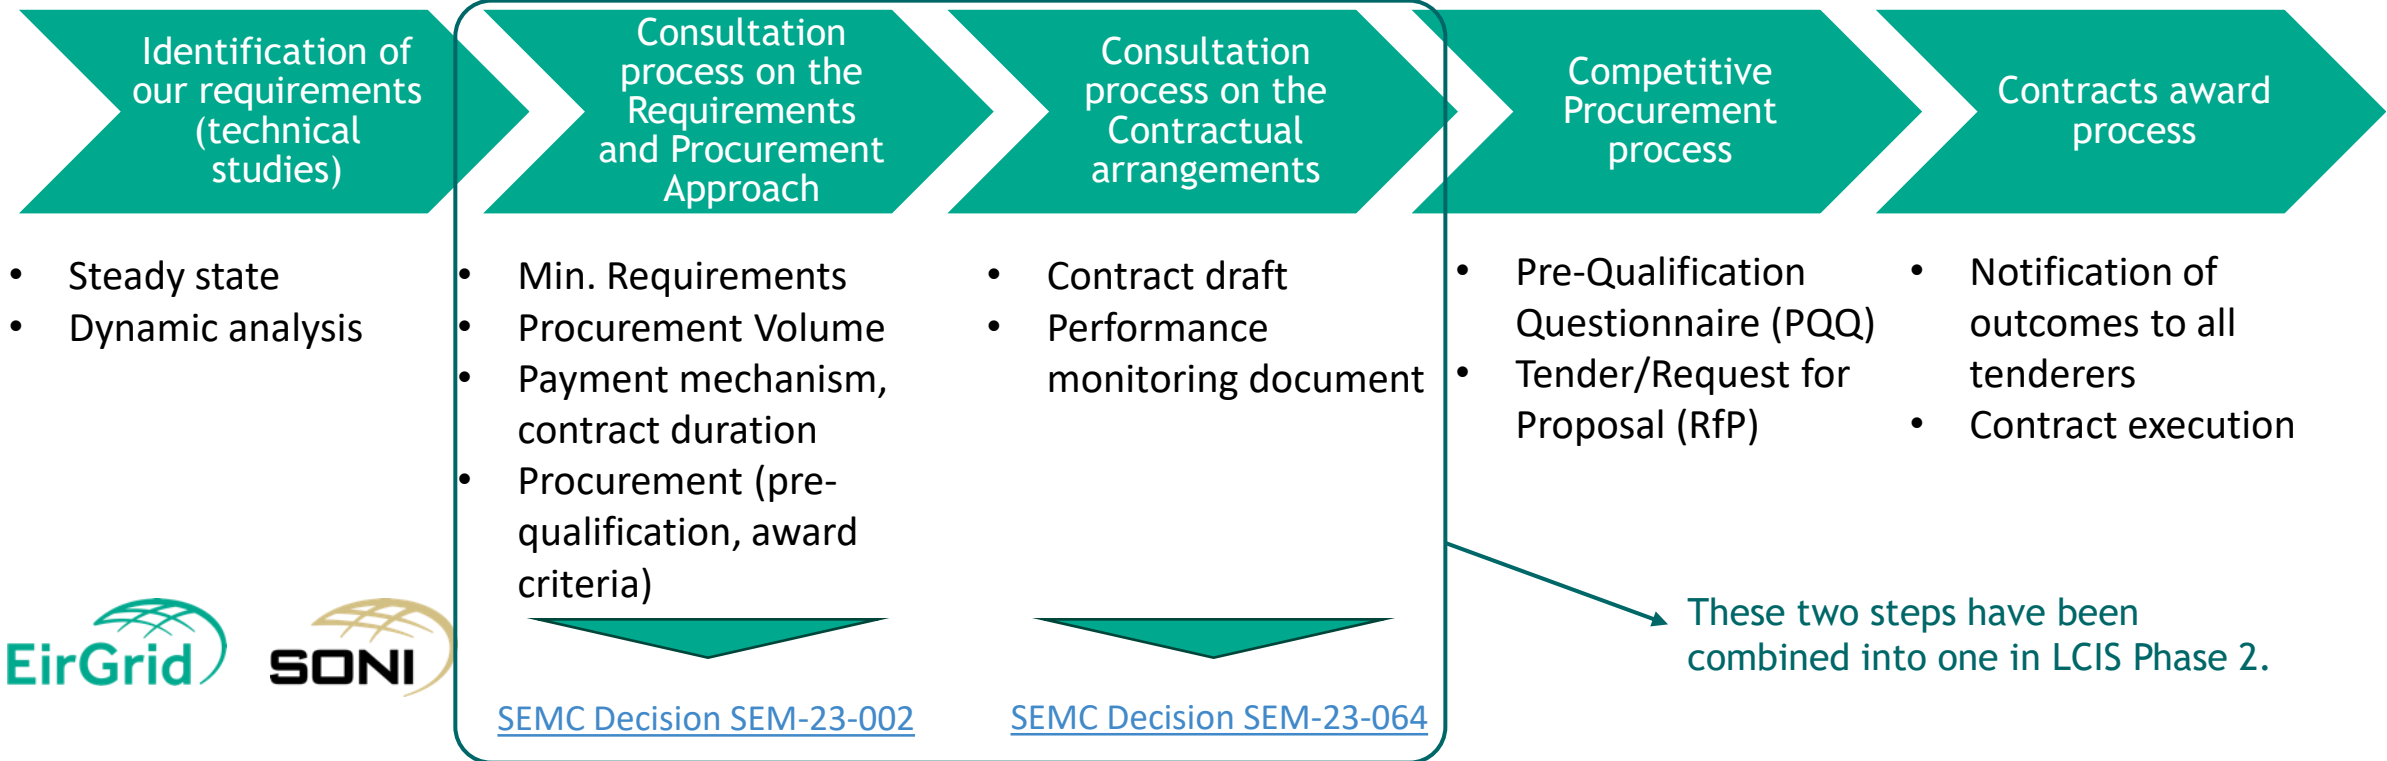 Identification of
our requirements
(technical
studies)
Consultation
process on the
Requirements
and Procurement
Approach
Consultation
process on the
Contractual
arrangements
Competitive
Procurement
process
Contracts award
process
• Steady state
• Dynamic analysis
• Min. Requirements
• Procurement Volume
• Payment mechanism,
contract duration
• Procurement (pre-
qualification, award
criteria)
• Contract draft
• Performance
monitoring document
• Pre-Qualification
Questionnaire (PQQ)
• Tender/Request for
Proposal (RfP)
• Notification of
outcomes to all
tenderers
• Contract execution
EirGrid
SONI
SEMC Decision SEM-23-002
SEMC Decision SEM-23-064
These two steps have been
combined into one in LCIS Phase 2.